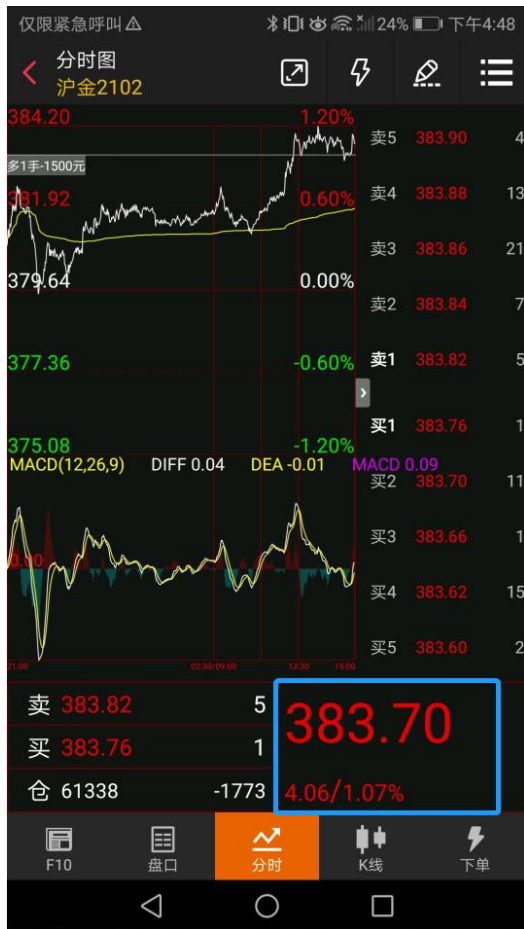 仅限紧急呼叫 24% 下午4:48
分时图
沪金2102
384.20 1.20%
卖5 383.90 4
多1手-1500元
381.92 0.60%
卖4 383.88 13
卖3 383.86 21
379.64 0.00%
卖2 383.84 7
377.36 -0.60%
卖1 383.82 5
买1 383.76 1
375.08 -1.20%
MACD(12,26,9) DIFF 0.04 DEA -0.01 MACD 0.09
买2 383.70 11
买3 383.66 1
0.00
买4 383.62 15
买5 383.60 2
21:00 02:30/09:00 13:30 15:00
卖 383.82 5
383.70
买 383.76 1
仓 61338 -1773
4.06/1.07%
F10 盘口 分时 K线 下单